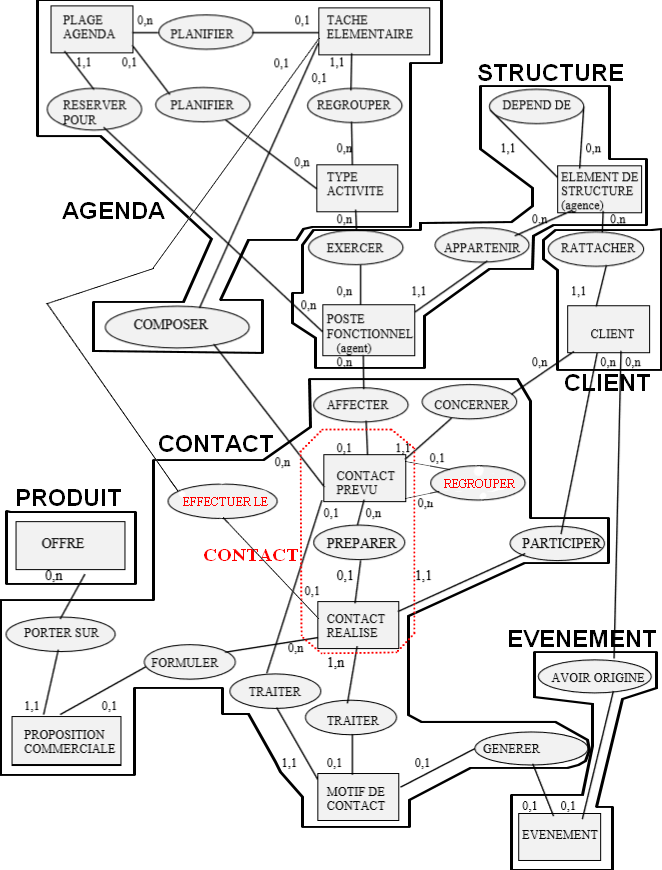 PLAGE
AGENDA
0,n
PLANIFIER
0,1
TACHE
ELEMENTAIRE
1,1
0,1
0,1
0,1
1,1
STRUCTURE
RESERVER
POUR
PLANIFIER
REGROUPER
DEPEND DE
1,1
0,n
0,n
0,n
TYPE
ACTIVITE
ELEMENT DE
STRUCTURE
(agence)
AGENDA
0,n
0,n
0,n
EXERCER
APPARTENIR
RATTACHER
0,n
0,n
1,1
1,1
COMPOSER
POSTE
FONCTIONNEL
(agent)
CLIENT
0,n
0,n
0,n
0,n
CLIENT
AFFECTER
CONCERNER
CONTACT
0,1
1,1
0,n
0,1
CONTACT
PREVU
REGROUPER
PRODUIT
EFFECTUER LE
0,1
0,n
0,n
OFFRE
CONTACT
PREPARER
PARTICIPER
0,n
0,1
0,1
1,1
PORTER SUR
CONTACT
REALISE
EVENEMENT
FORMULER
0,n
1,n
AVOIR ORIGINE
TRAITER
1,1
0,1
TRAITER
PROPOSITION
COMMERCIALE
GENERER
1,1
0,1
0,1
MOTIF DE
CONTACT
0,1
0,1
EVENEMENT